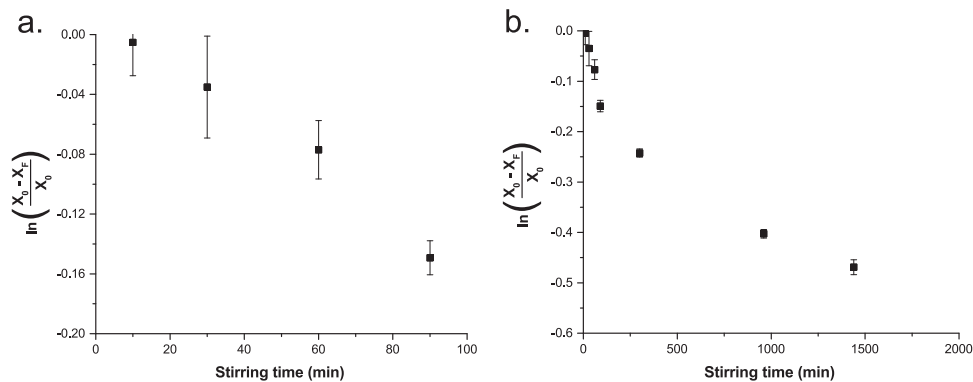 a.
0.00
-0.04
-0.08
-0.12
-0.16
-0.20
ln(X0 - XF / X0)
0 20 40 60 80 100
Stirring time (min)
b.
0.0
-0.1
-0.2
-0.3
-0.4
-0.5
-0.6
ln(X0 - XF / X0)
0 500 1000 1500 2000
Stirring time (min)